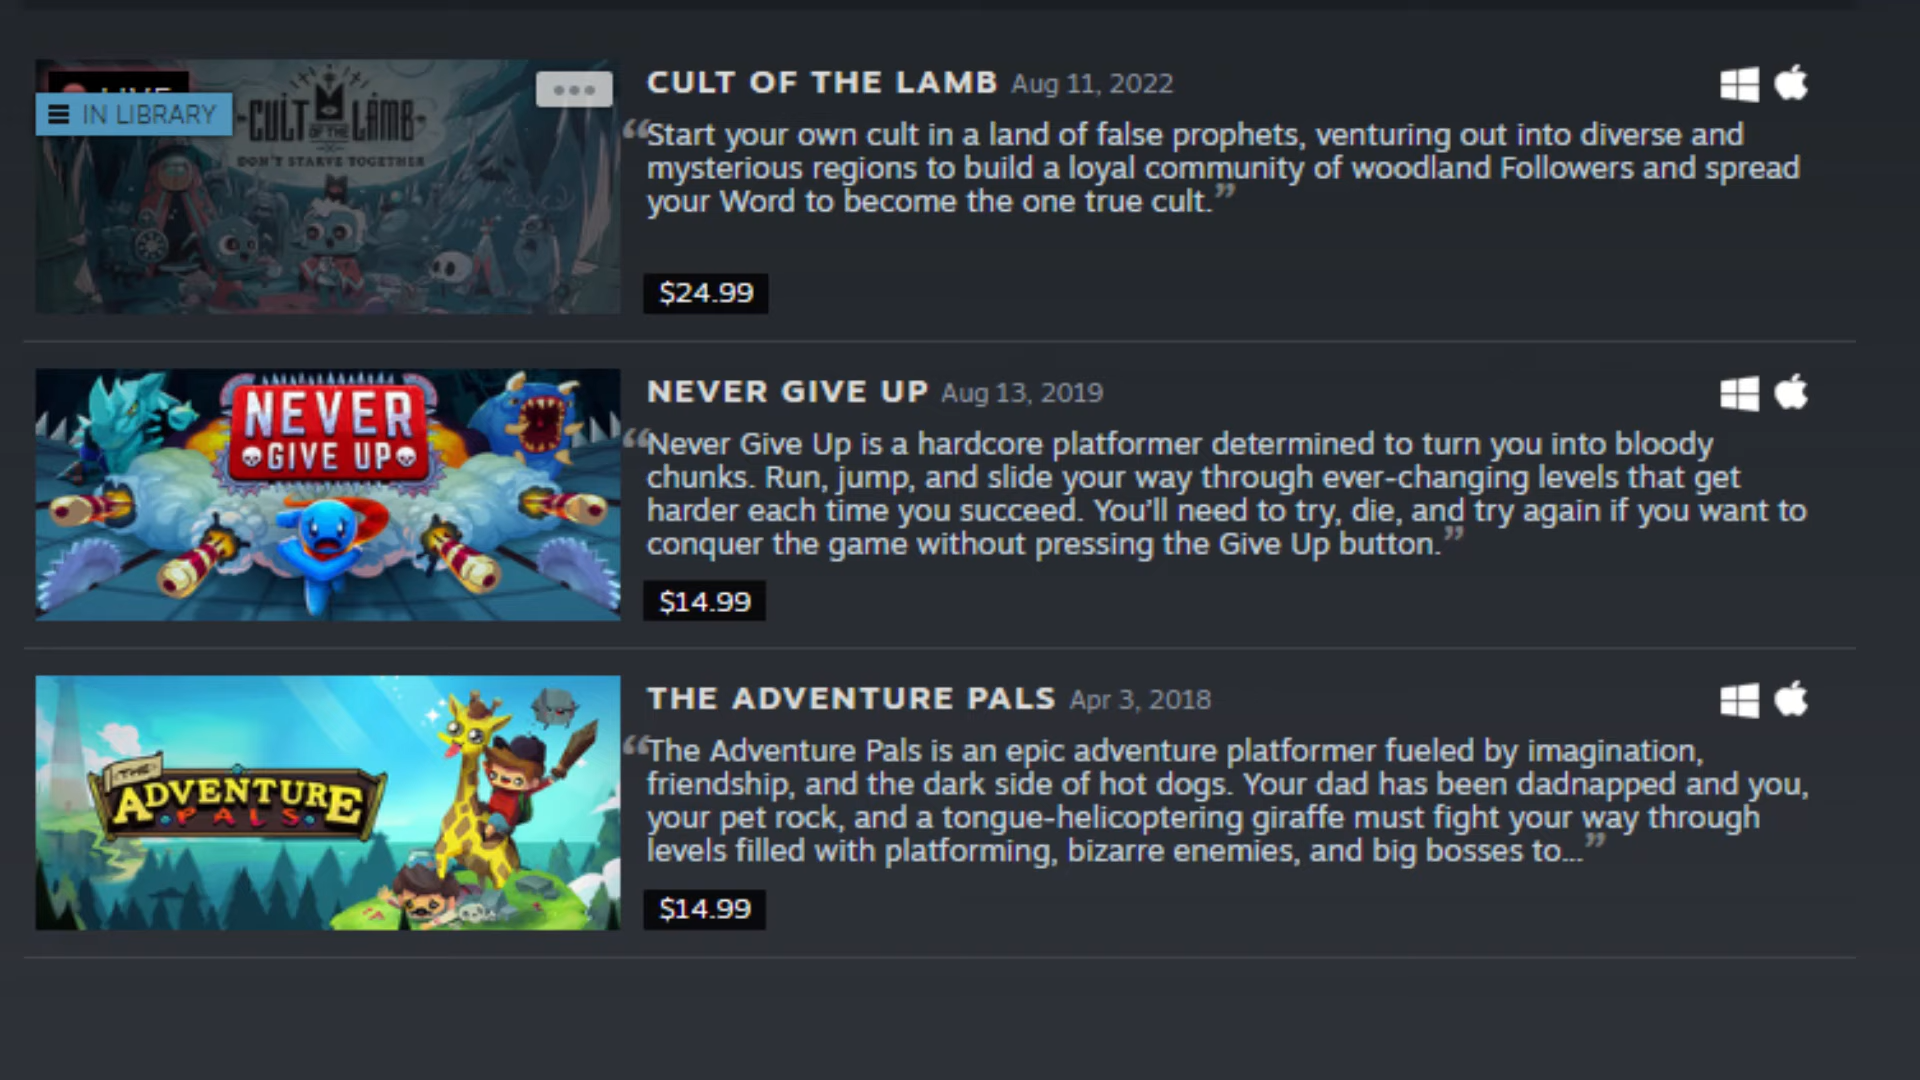 LIVE
IN LIBRARY
CULT
OF THE
LAMB
DON'T STARVE TOGETHER
CULT OF THE LAMB Aug 11, 2022
“Start your own cult in a land of false prophets, venturing out into diverse and
mysterious regions to build a loyal community of woodland Followers and spread
your Word to become the one true cult.”
$24.99
NEVER
GIVE UP
NEVER GIVE UP Aug 13, 2019
“Never Give Up is a hardcore platformer determined to turn you into bloody
chunks. Run, jump, and slide your way through ever-changing levels that get
harder each time you succeed. You’ll need to try, die, and try again if you want to
conquer the game without pressing the Give Up button.”
$14.99
THE
ADVENTURE
PALS
THE ADVENTURE PALS Apr 3, 2018
“The Adventure Pals is an epic adventure platformer fueled by imagination,
friendship, and the dark side of hot dogs. Your dad has been dadnapped and you,
your pet rock, and a tongue-helicoptering giraffe must fight your way through
levels filled with platforming, bizarre enemies, and big bosses to...”
$14.99